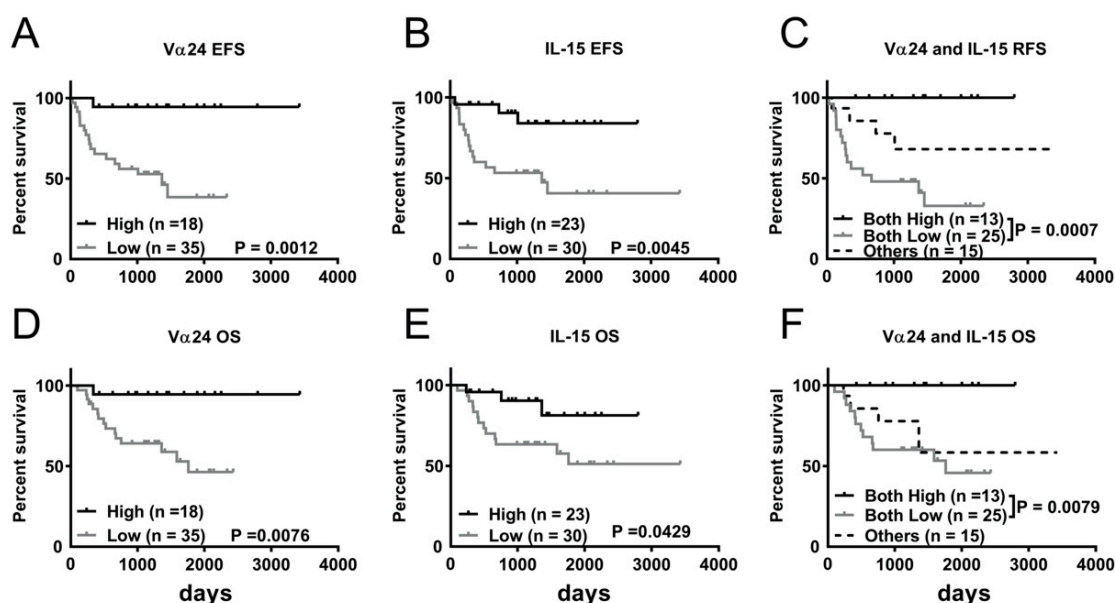 A
Vα24 EFS
Percent survival
100
50
0
High (n =18)
Low (n = 35) P = 0.0012
0 1000 2000 3000 4000
B
IL-15 EFS
Percent survival
100
50
0
High (n =23)
Low (n = 30) P =0.0045
0 1000 2000 3000 4000
C
Vα24 and IL-15 RFS
Percent survival
100
50
0
Both High (n =13)
Both Low (n = 25) P = 0.0007
Others (n = 15)
0 1000 2000 3000 4000
D
Vα24 OS
Percent survival
100
50
0
High (n =18)
Low (n = 35) P =0.0076
0 1000 2000 3000 4000
days
E
IL-15 OS
Percent survival
100
50
0
High (n = 23)
Low (n = 30) P =0.0429
0 1000 2000 3000 4000
days
F
Vα24 and IL-15 OS
Percent survival
100
50
0
Both High (n =13)
Both Low (n = 25) P = 0.0079
Others (n = 15)
0 1000 2000 3000 4000
days